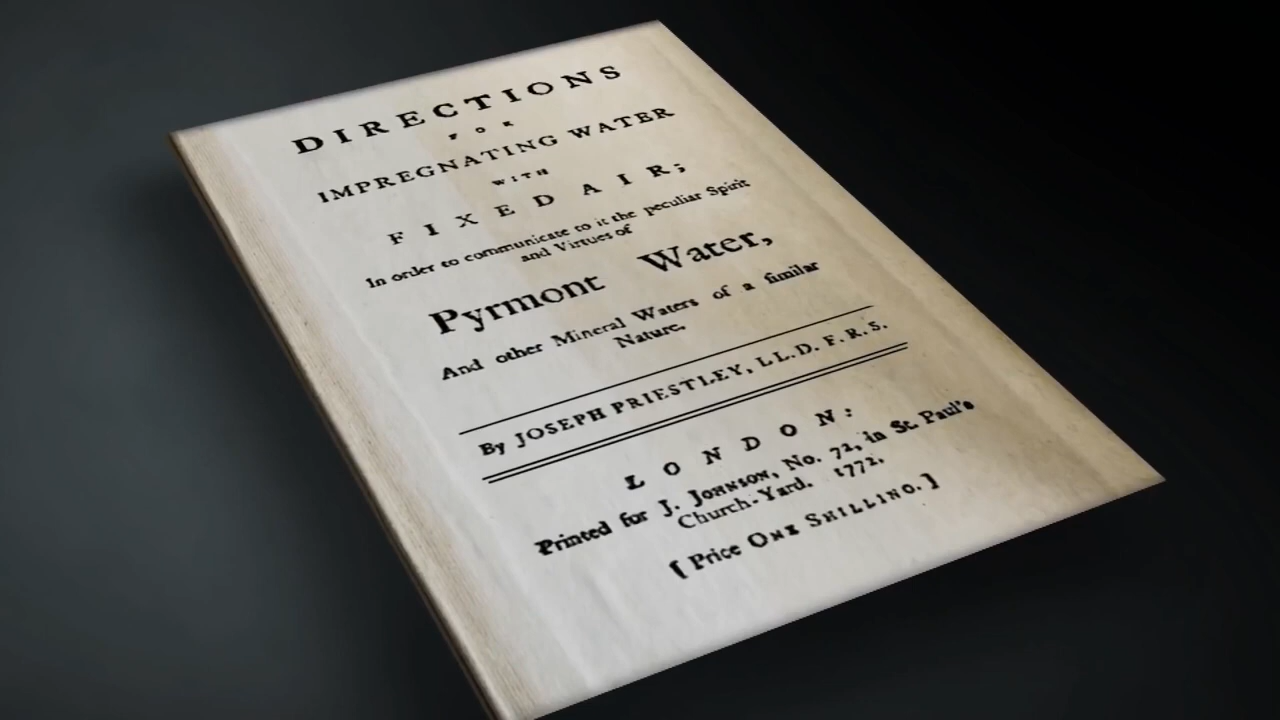 DIRECTIONS
FOR
IMPREGNATING WATER
WITH
FIXED AIR;
In order to communicate to it the peculiar Spirit
and Virtues of
Pyrmont Water,
And other Mineral Waters of a ſimilar
Nature.
By JOSEPH PRIESTLEY, LL.D. F.R.S.
LONDON:
Printed for J. JOHNSON, No. 72, in St. Paul's
Church-Yard. 1772.
[Price ONE SHILLING.]